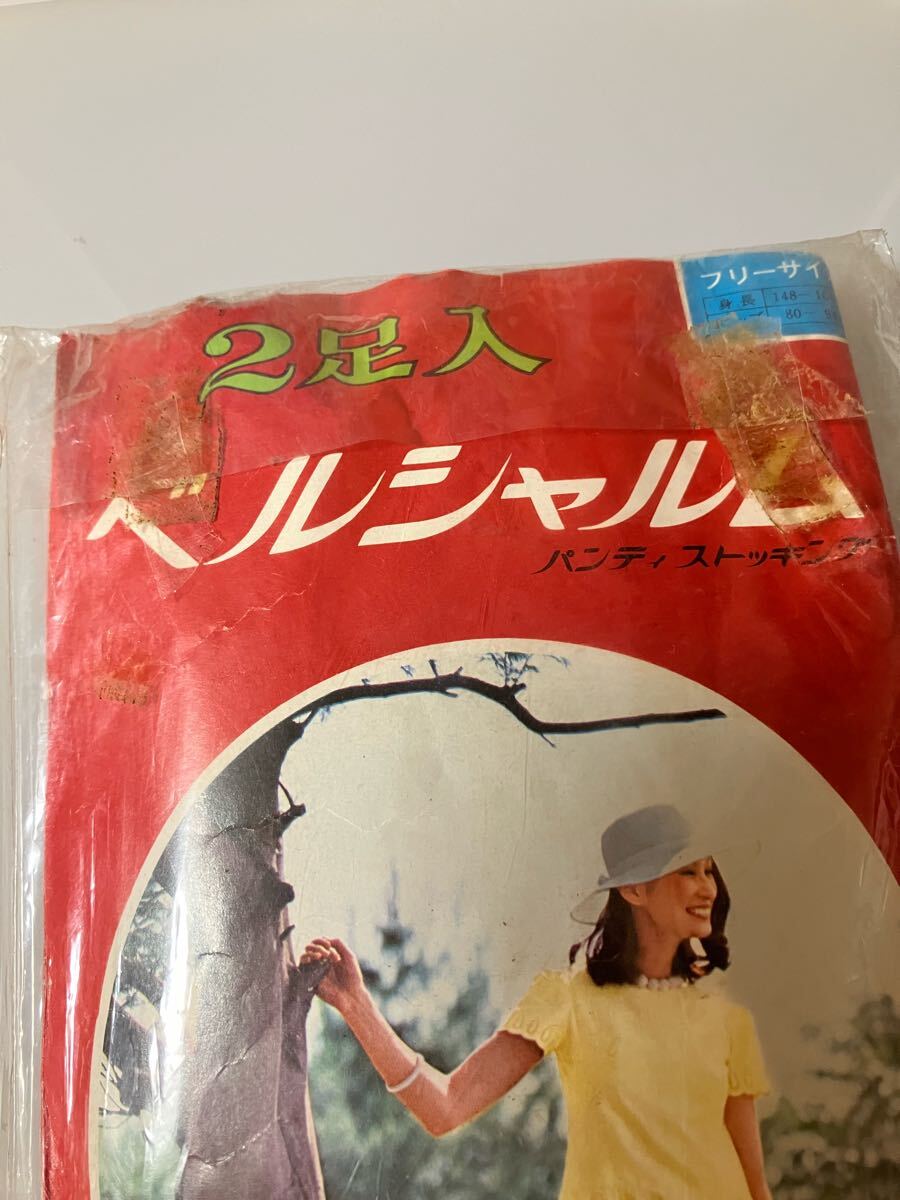 2足入
フリーサイ
身長 148－1
80－
ベルシャルム
パンティストッキング